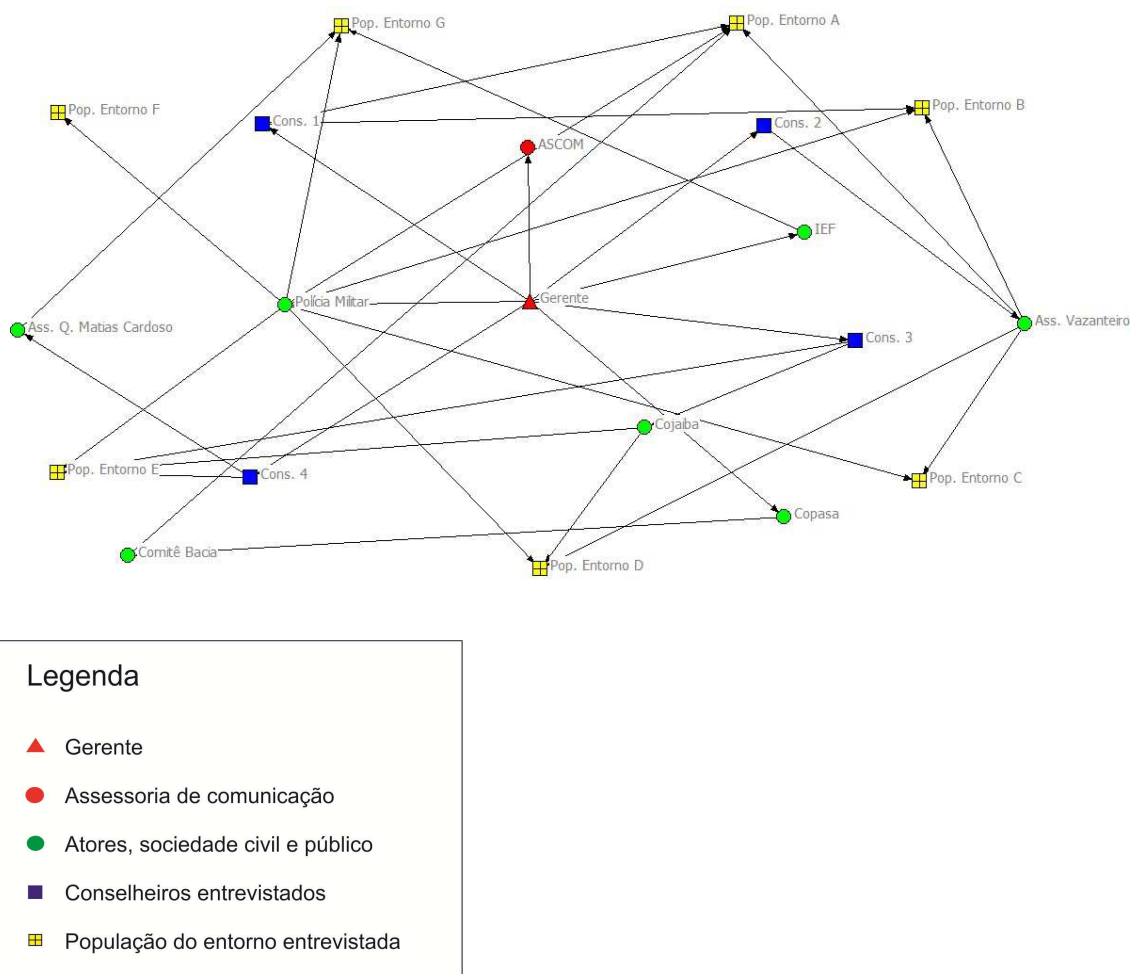 Pop. Entorno G
Pop. Entorno A
Pop. Entorno F
Pop. Entorno B
Cons. 1
Cons. 2
ASCOM
IEF
Polícia Militar
Gerente
Ass. Q. Matias Cardoso
Ass. Vazanteiro
Cons. 3
Cojaiba
Pop. Entorno E
Cons. 4
Pop. Entorno C
Copasa
Comitê Bacia
Pop. Entorno D
Legenda
Gerente
Assessoria de comunicação
Atores, sociedade civil e público
Conselheiros entrevistados
População do entorno entrevistada